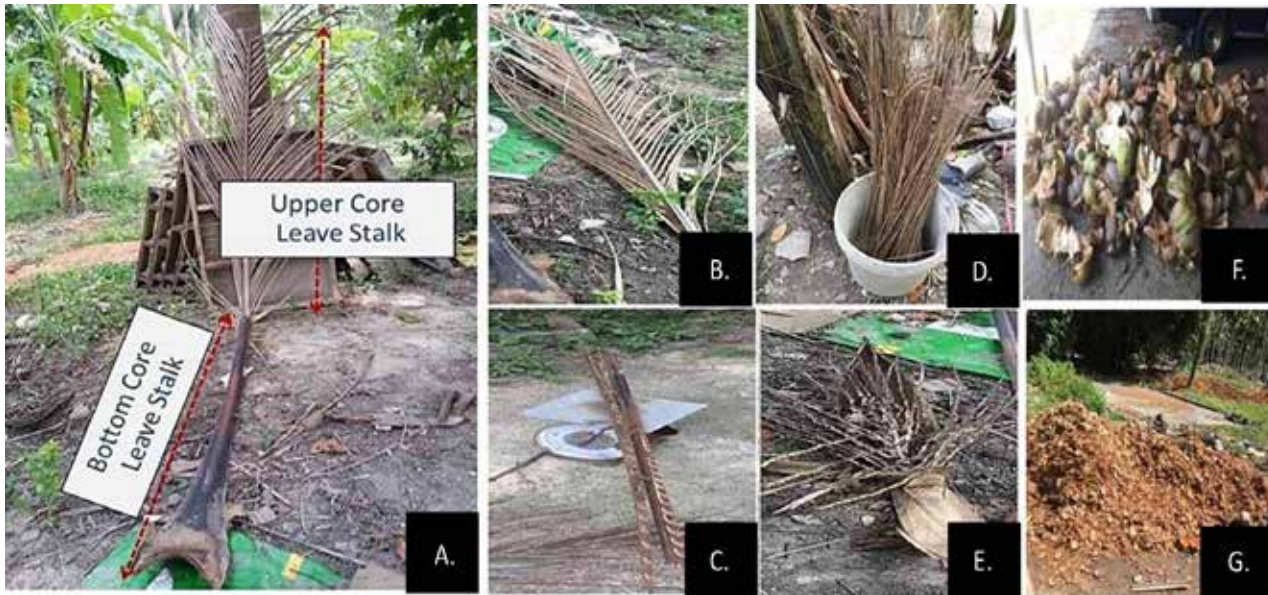 Upper Core
Leave Stalk
Bottom Core
Leave Stalk
A.
B.
C.
D.
E.
F.
G.